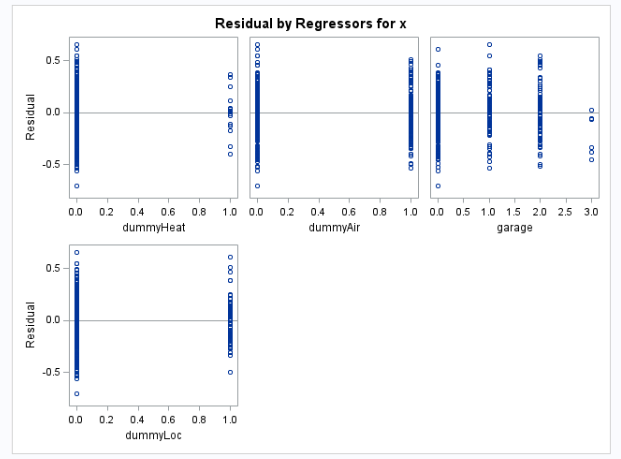 Residual by Regressors for x
Residual
0.5
0.0
-0.5
0.0 0.2 0.4 0.6 0.8 1.0
dummyHeat
0.0 0.2 0.4 0.6 0.8 1.0
dummyAir
0.0 0.5 1.0 1.5 2.0 2.5 3.0
garage
Residual
0.5
0.0
-0.5
0.0 0.2 0.4 0.6 0.8 1.0
dummyLoc